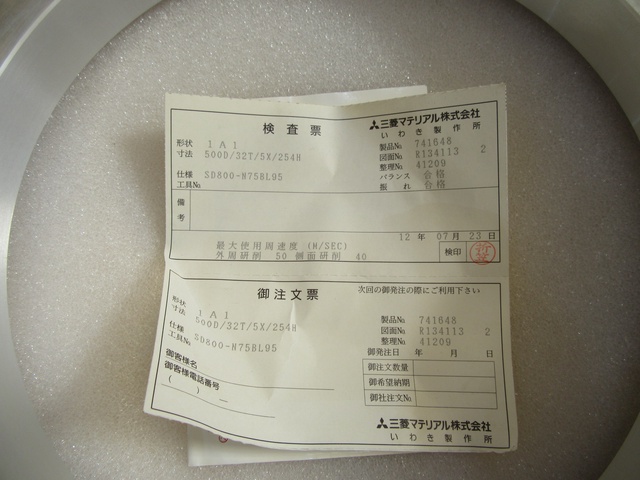 検査票
三菱マテリアル株式会社
いわき製作所
形状 1A1
寸法 500D/32T/5X/254H
製品No. 741648
図面No. R134113 2
整理No. 41209
仕様 SD800-N75BL95
バランス 合格
工具No.
振れ 合格
備考
12年 07月 23日
最大使用周速度 (M/SEC)
外周研削 50 側面研削 40
検印
御注文票
次回の御発注の際にご利用下さい
形状 1A1
寸法 500D/32T/5X/254H
製品No. 741648
図面No. R134113 2
仕様 SD800-N75BL95
整理No. 41209
工具No.
御発注日 年 月 日
御客様名
御注文数量
御客様電話番号
御希望納期
( ) ―
御社注文No.
三菱マテリアル株式会社
いわき製作所